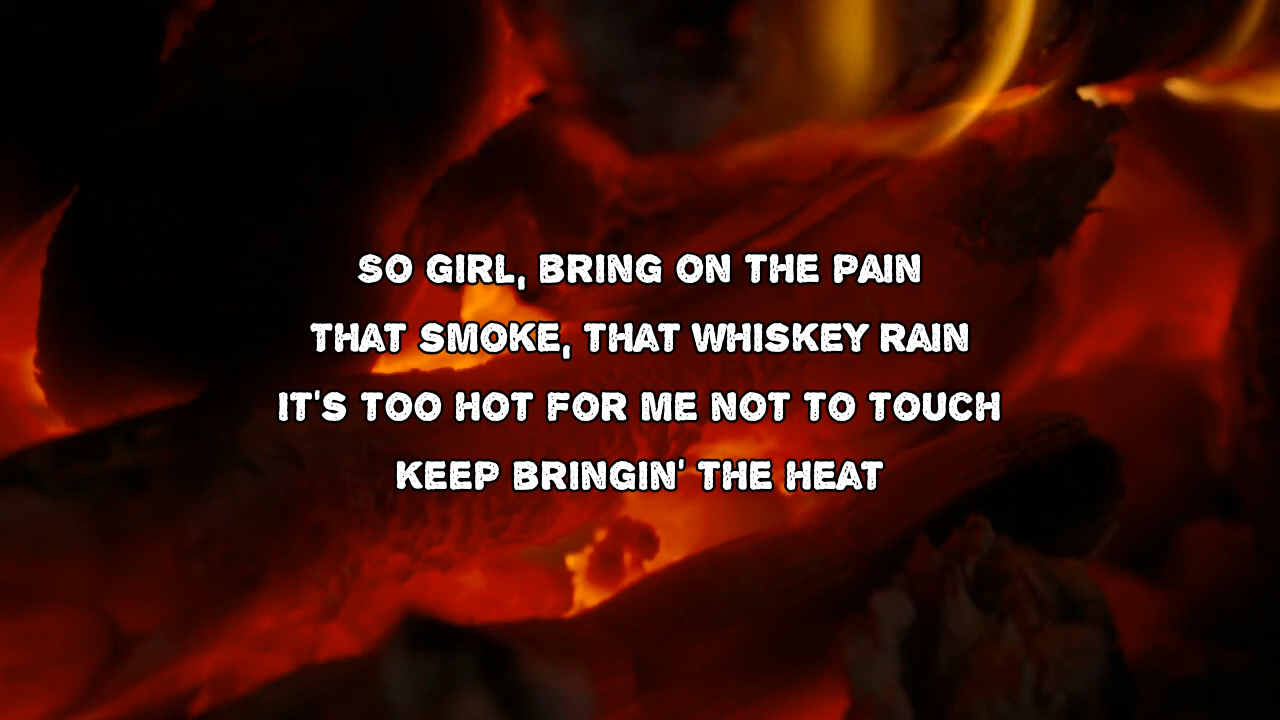 SO GIRL, BRING ON THE PAIN
THAT SMOKE, THAT WHISKEY RAIN
IT'S TOO HOT FOR ME NOT TO TOUCH
KEEP BRINGIN' THE HEAT